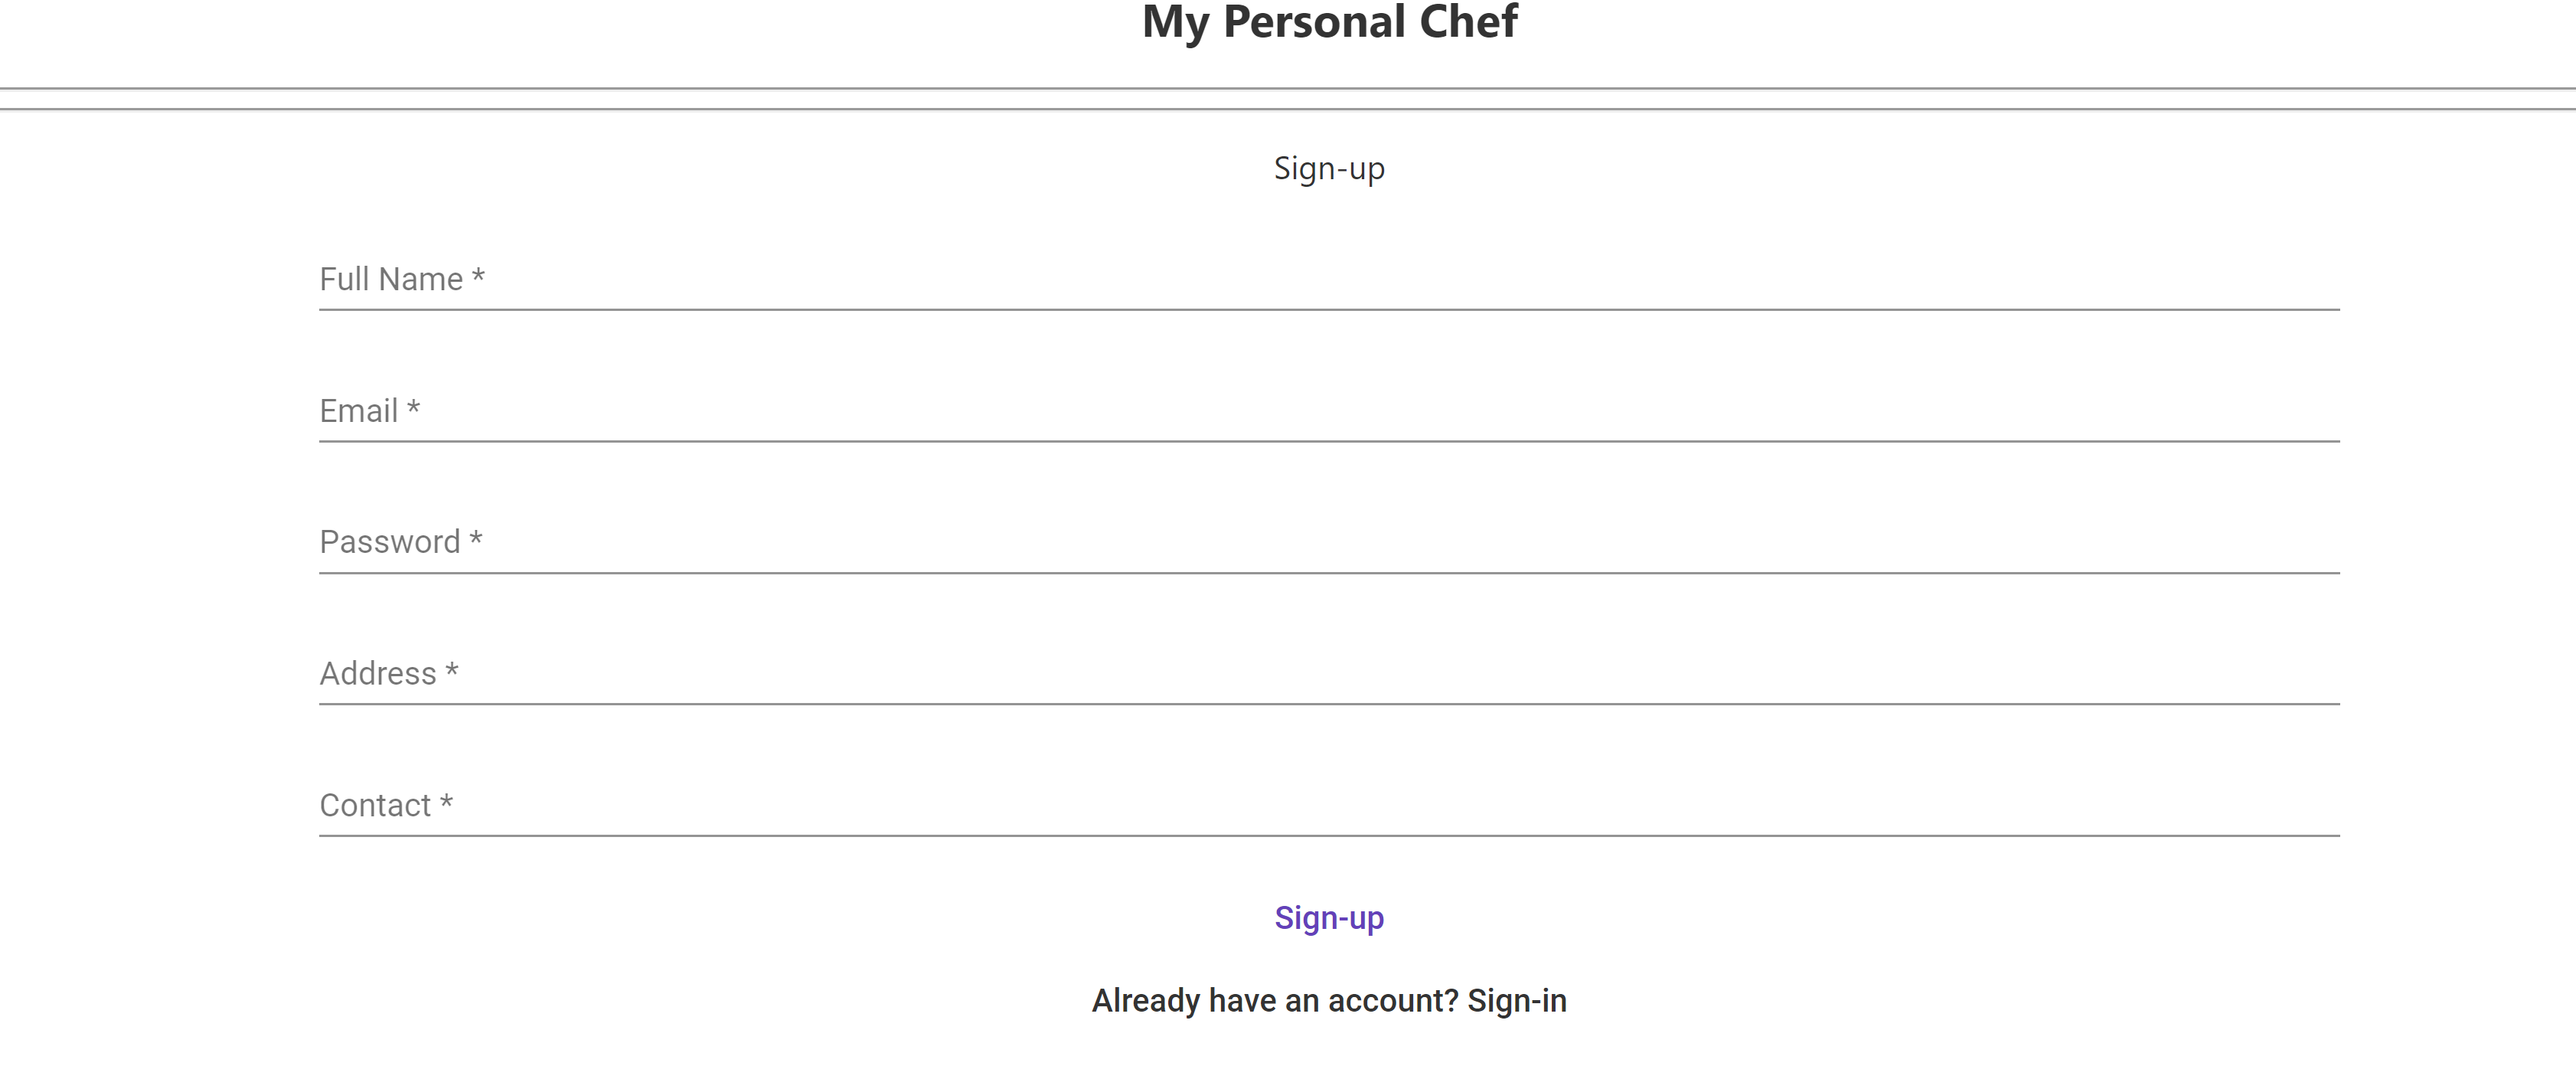 My Personal Chef
Sign-up
Full Name *
Email *
Password *
Address *
Contact *
Sign-up
Already have an account? Sign-in